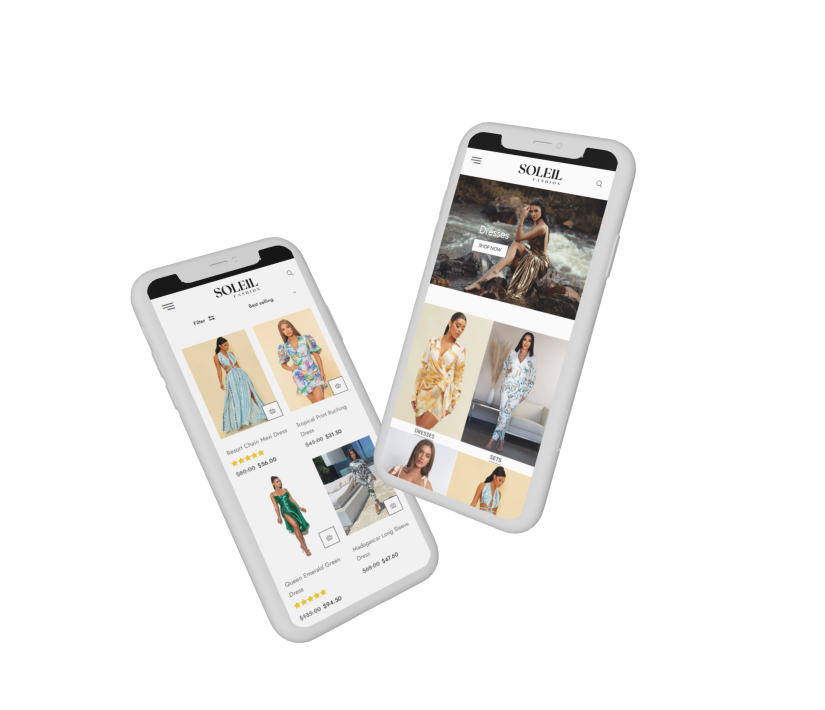 SOLEIL
FASHION
Filter
Best selling
Resort Chain Maxi Dress
$80.00 $56.00
Tropical Print Ruching
Dress
$45.00 $31.50
Queen Emerald Green
Dress
$135.00 $94.50
Madagascar Long Sleeve
Dress
$68.00 $47.60
SOLEIL
FASHION
Dresses
SHOP NOW
DRESSES
SETS